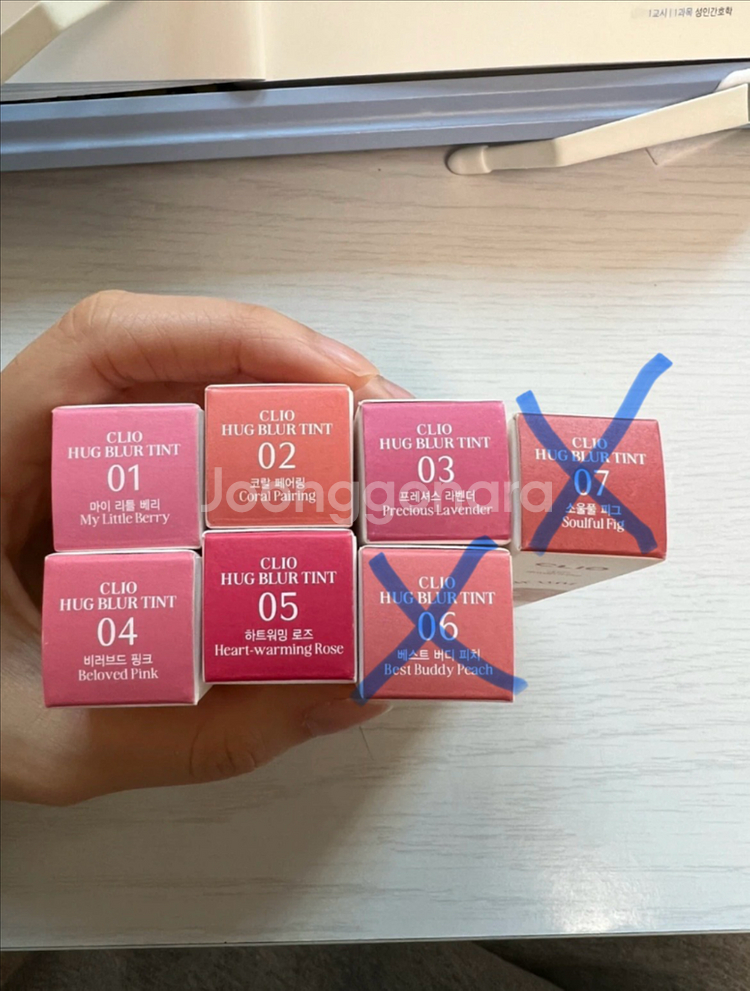 1교시 | 1과목 성인간호학
CLIO
HUG BLUR TINT
01
마이 리틀 베리
My Little Berry
CLIO
HUG BLUR TINT
02
코랄 페어링
Coral Pairing
CLIO
HUG BLUR TINT
03
프레셔스 라벤더
Precious Lavender
CLIO
HUG BLUR TINT
07
소울풀 피그
Soulful Fig
CLIO
Joonggonara
CLIO
HUG BLUR TINT
04
비러브드 핑크
Beloved Pink
CLIO
HUG BLUR TINT
05
하트워밍 로즈
Heart-warming Rose
CLIO
HUG BLUR TINT
06
베스트 버디 피치
Best Buddy Peach